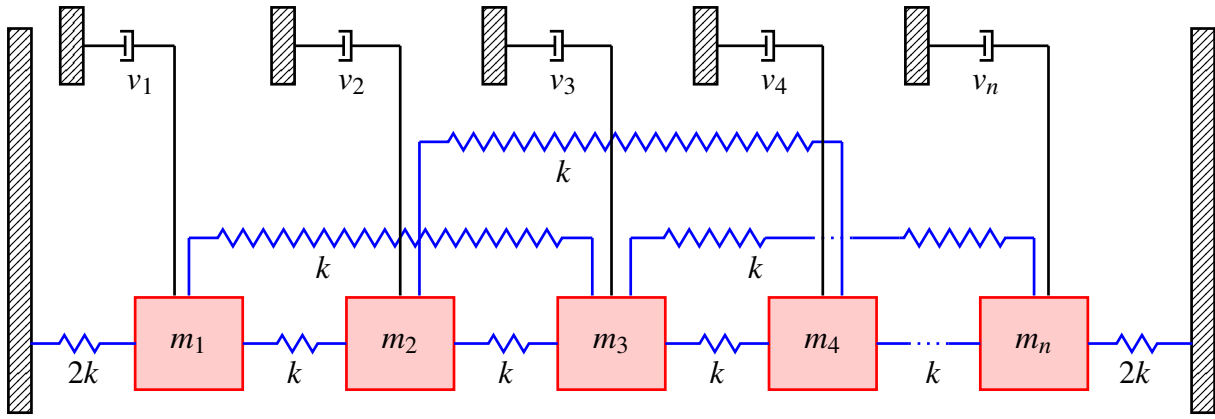 v₁ v₂ v₃ v₄ vₙ
k
k k
m₁ m₂ m₃ m₄ mₙ
2k k k k k 2k